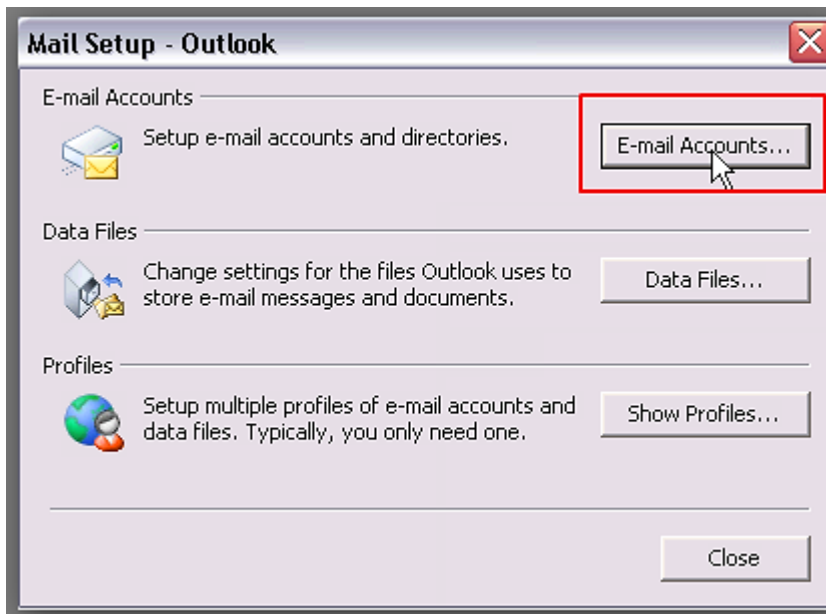 Mail Setup - Outlook
E-mail Accounts
Setup e-mail accounts and directories.
E-mail Accounts...
Data Files
Change settings for the files Outlook uses to
store e-mail messages and documents.
Data Files...
Profiles
Setup multiple profiles of e-mail accounts and
data files. Typically, you only need one.
Show Profiles...
Close